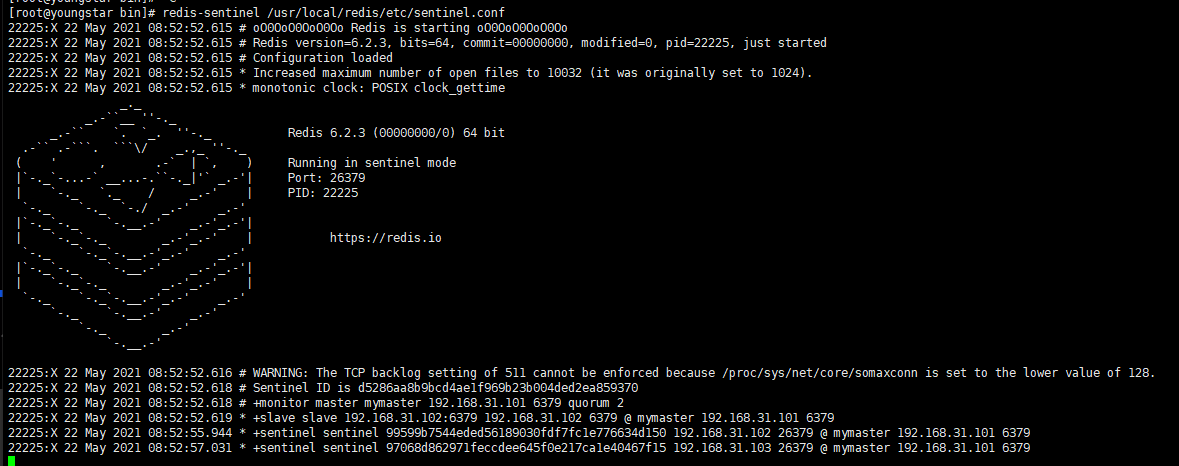 [root@youngstar bin]# redis-sentinel /usr/local/redis/etc/sentinel.conf
22225:X 22 May 2021 08:52:52.615 # oO0OoO0OoO0Oo Redis is starting oO0OoO0OoO0Oo
22225:X 22 May 2021 08:52:52.615 # Redis version=6.2.3, bits=64, commit=00000000, modified=0, pid=22225, just started
22225:X 22 May 2021 08:52:52.615 # Configuration loaded
22225:X 22 May 2021 08:52:52.615 * Increased maximum number of open files to 10032 (it was originally set to 1024).
22225:X 22 May 2021 08:52:52.615 * monotonic clock: POSIX clock_gettime
Redis 6.2.3 (00000000/0) 64 bit
Running in sentinel mode
Port: 26379
PID: 22225
https://redis.io
22225:X 22 May 2021 08:52:52.616 # WARNING: The TCP backlog setting of 511 cannot be enforced because /proc/sys/net/core/somaxconn is set to the lower value of 128.
22225:X 22 May 2021 08:52:52.618 # Sentinel ID is d5286aa8b9bcd4ae1f969b23b004ded2ea859370
22225:X 22 May 2021 08:52:52.618 # +monitor master mymaster 192.168.31.101 6379 quorum 2
22225:X 22 May 2021 08:52:52.619 * +slave slave 192.168.31.102:6379 192.168.31.102 6379 @ mymaster 192.168.31.101 6379
22225:X 22 May 2021 08:52:55.944 * +sentinel sentinel 99599b7544eded56189030fdf7fc1e776634d150 192.168.31.102 26379 @ mymaster 192.168.31.101 6379
22225:X 22 May 2021 08:52:57.031 * +sentinel sentinel 97068d862971feccdee645f0e217ca1e40467f15 192.168.31.103 26379 @ mymaster 192.168.31.101 6379